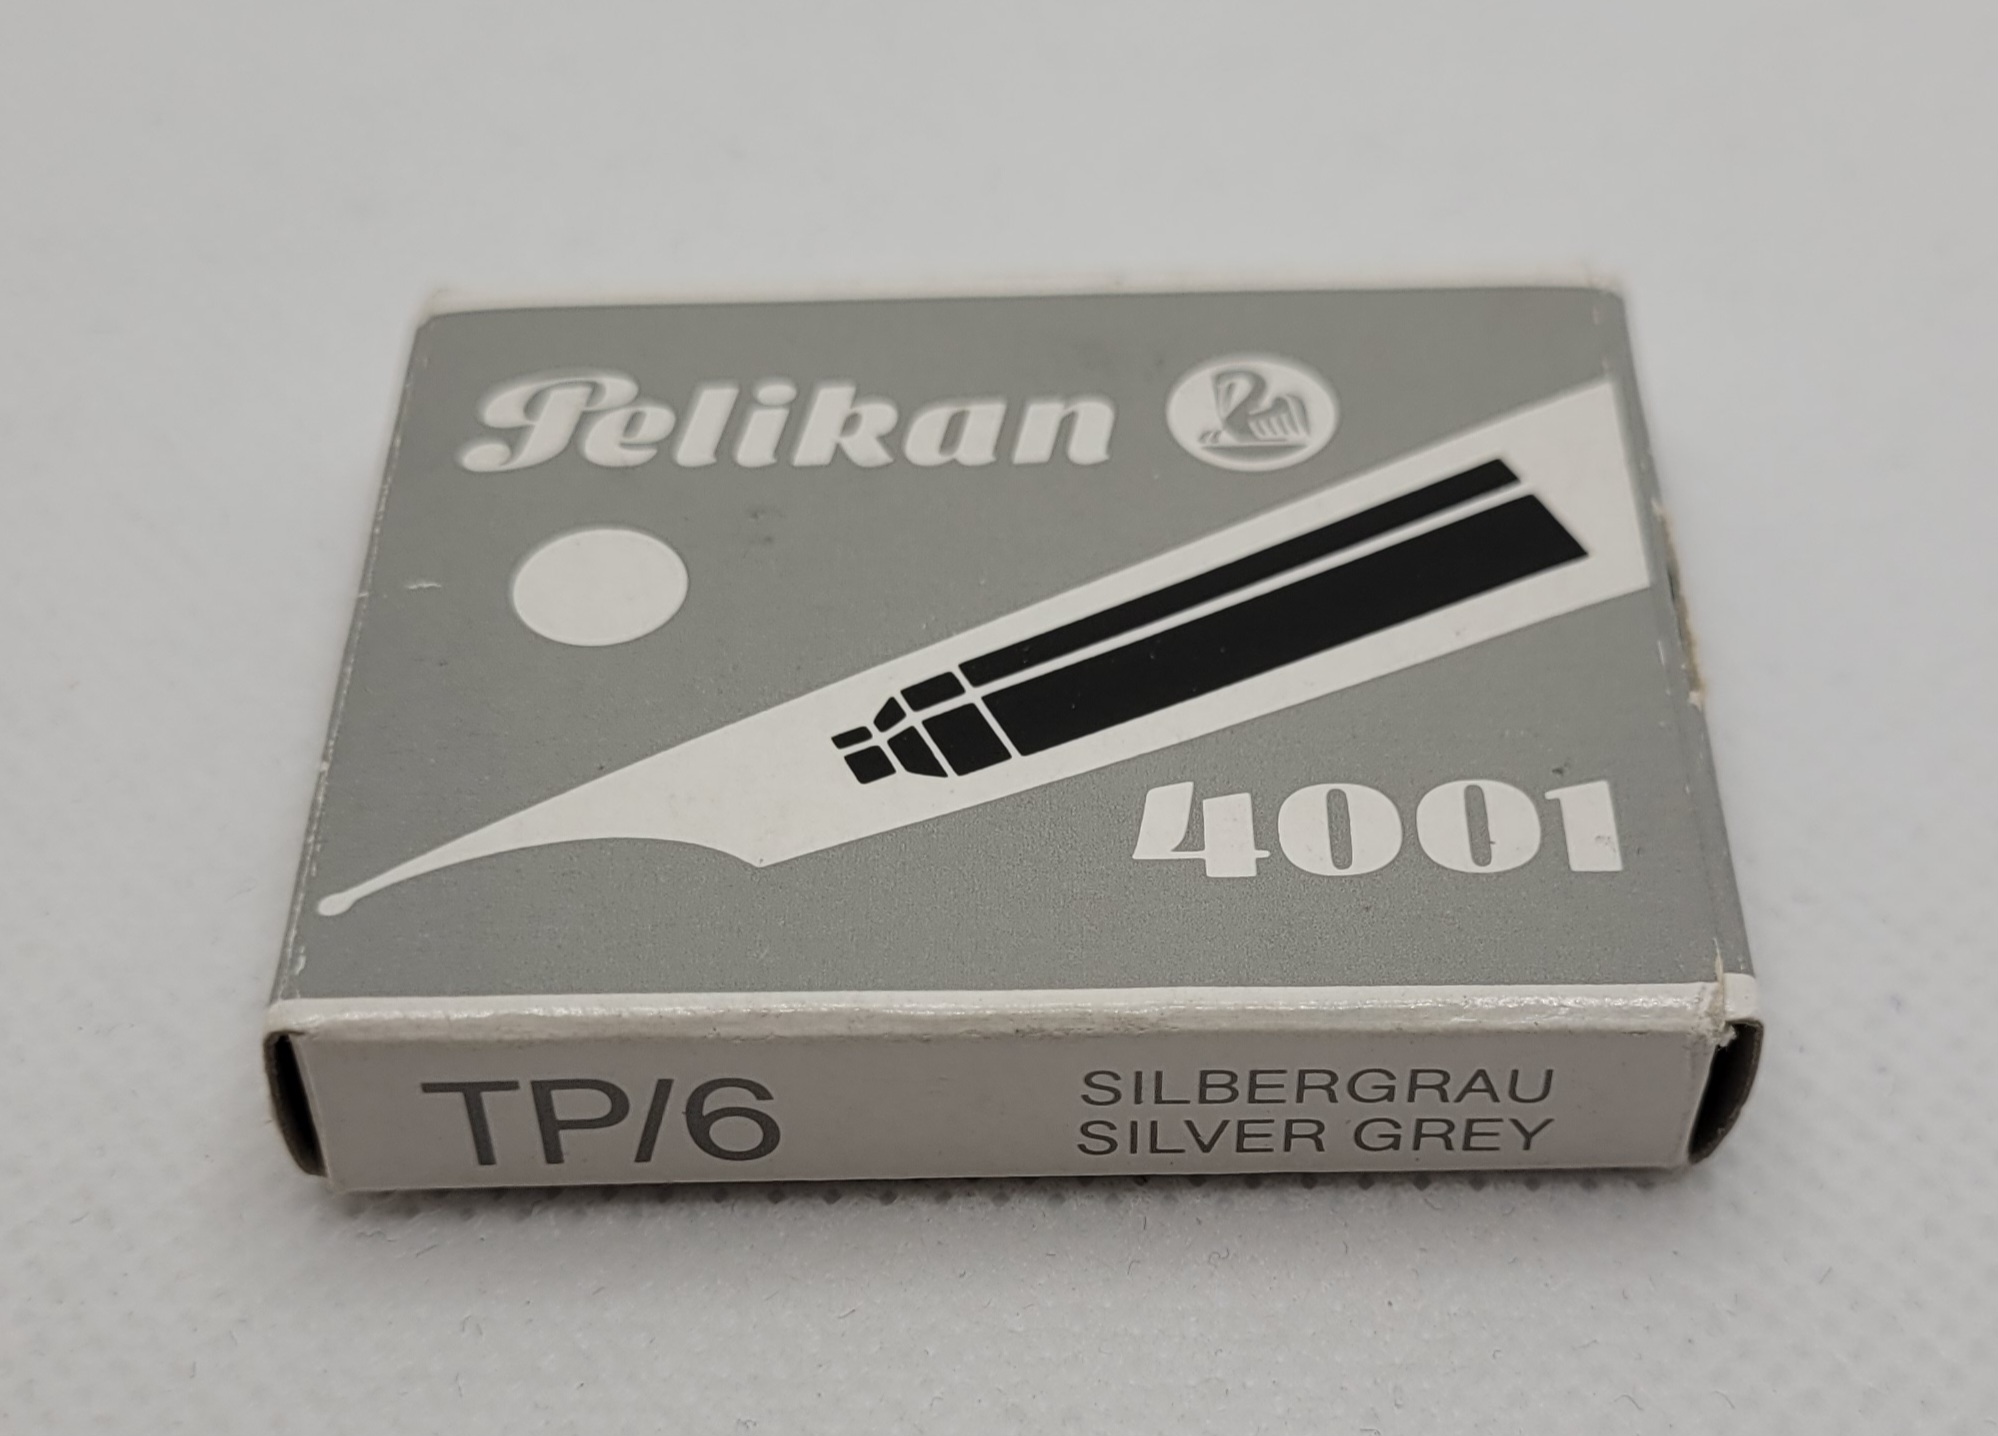 Pelikan
4001
TP/6
SILBERGRAU
SILVER GREY